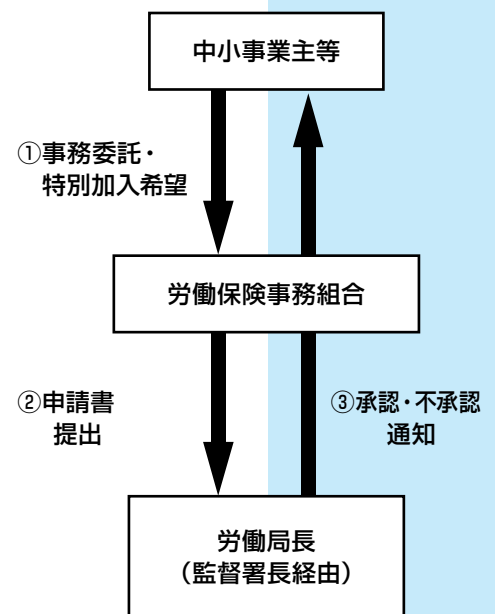 中小事業主等
①事務委託・
特別加入希望
労働保険事務組合
②申請書
提出
③承認・不承認
通知
労働局長
（監督署長経由）